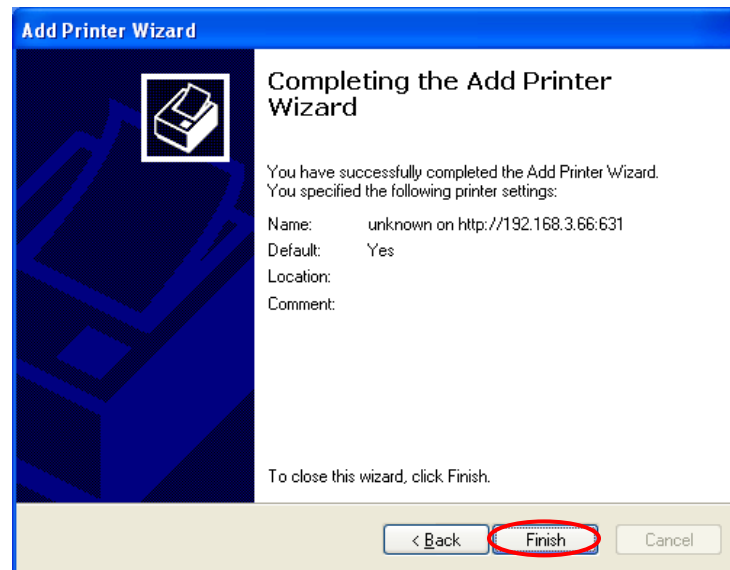 Add Printer Wizard
Completing the Add Printer
Wizard
You have successfully completed the Add Printer Wizard.
You specified the following printer settings:
Name: unknown on http://192.168.3.66:631
Default: Yes
Location:
Comment:
To close this wizard, click Finish.
< Back Finish Cancel